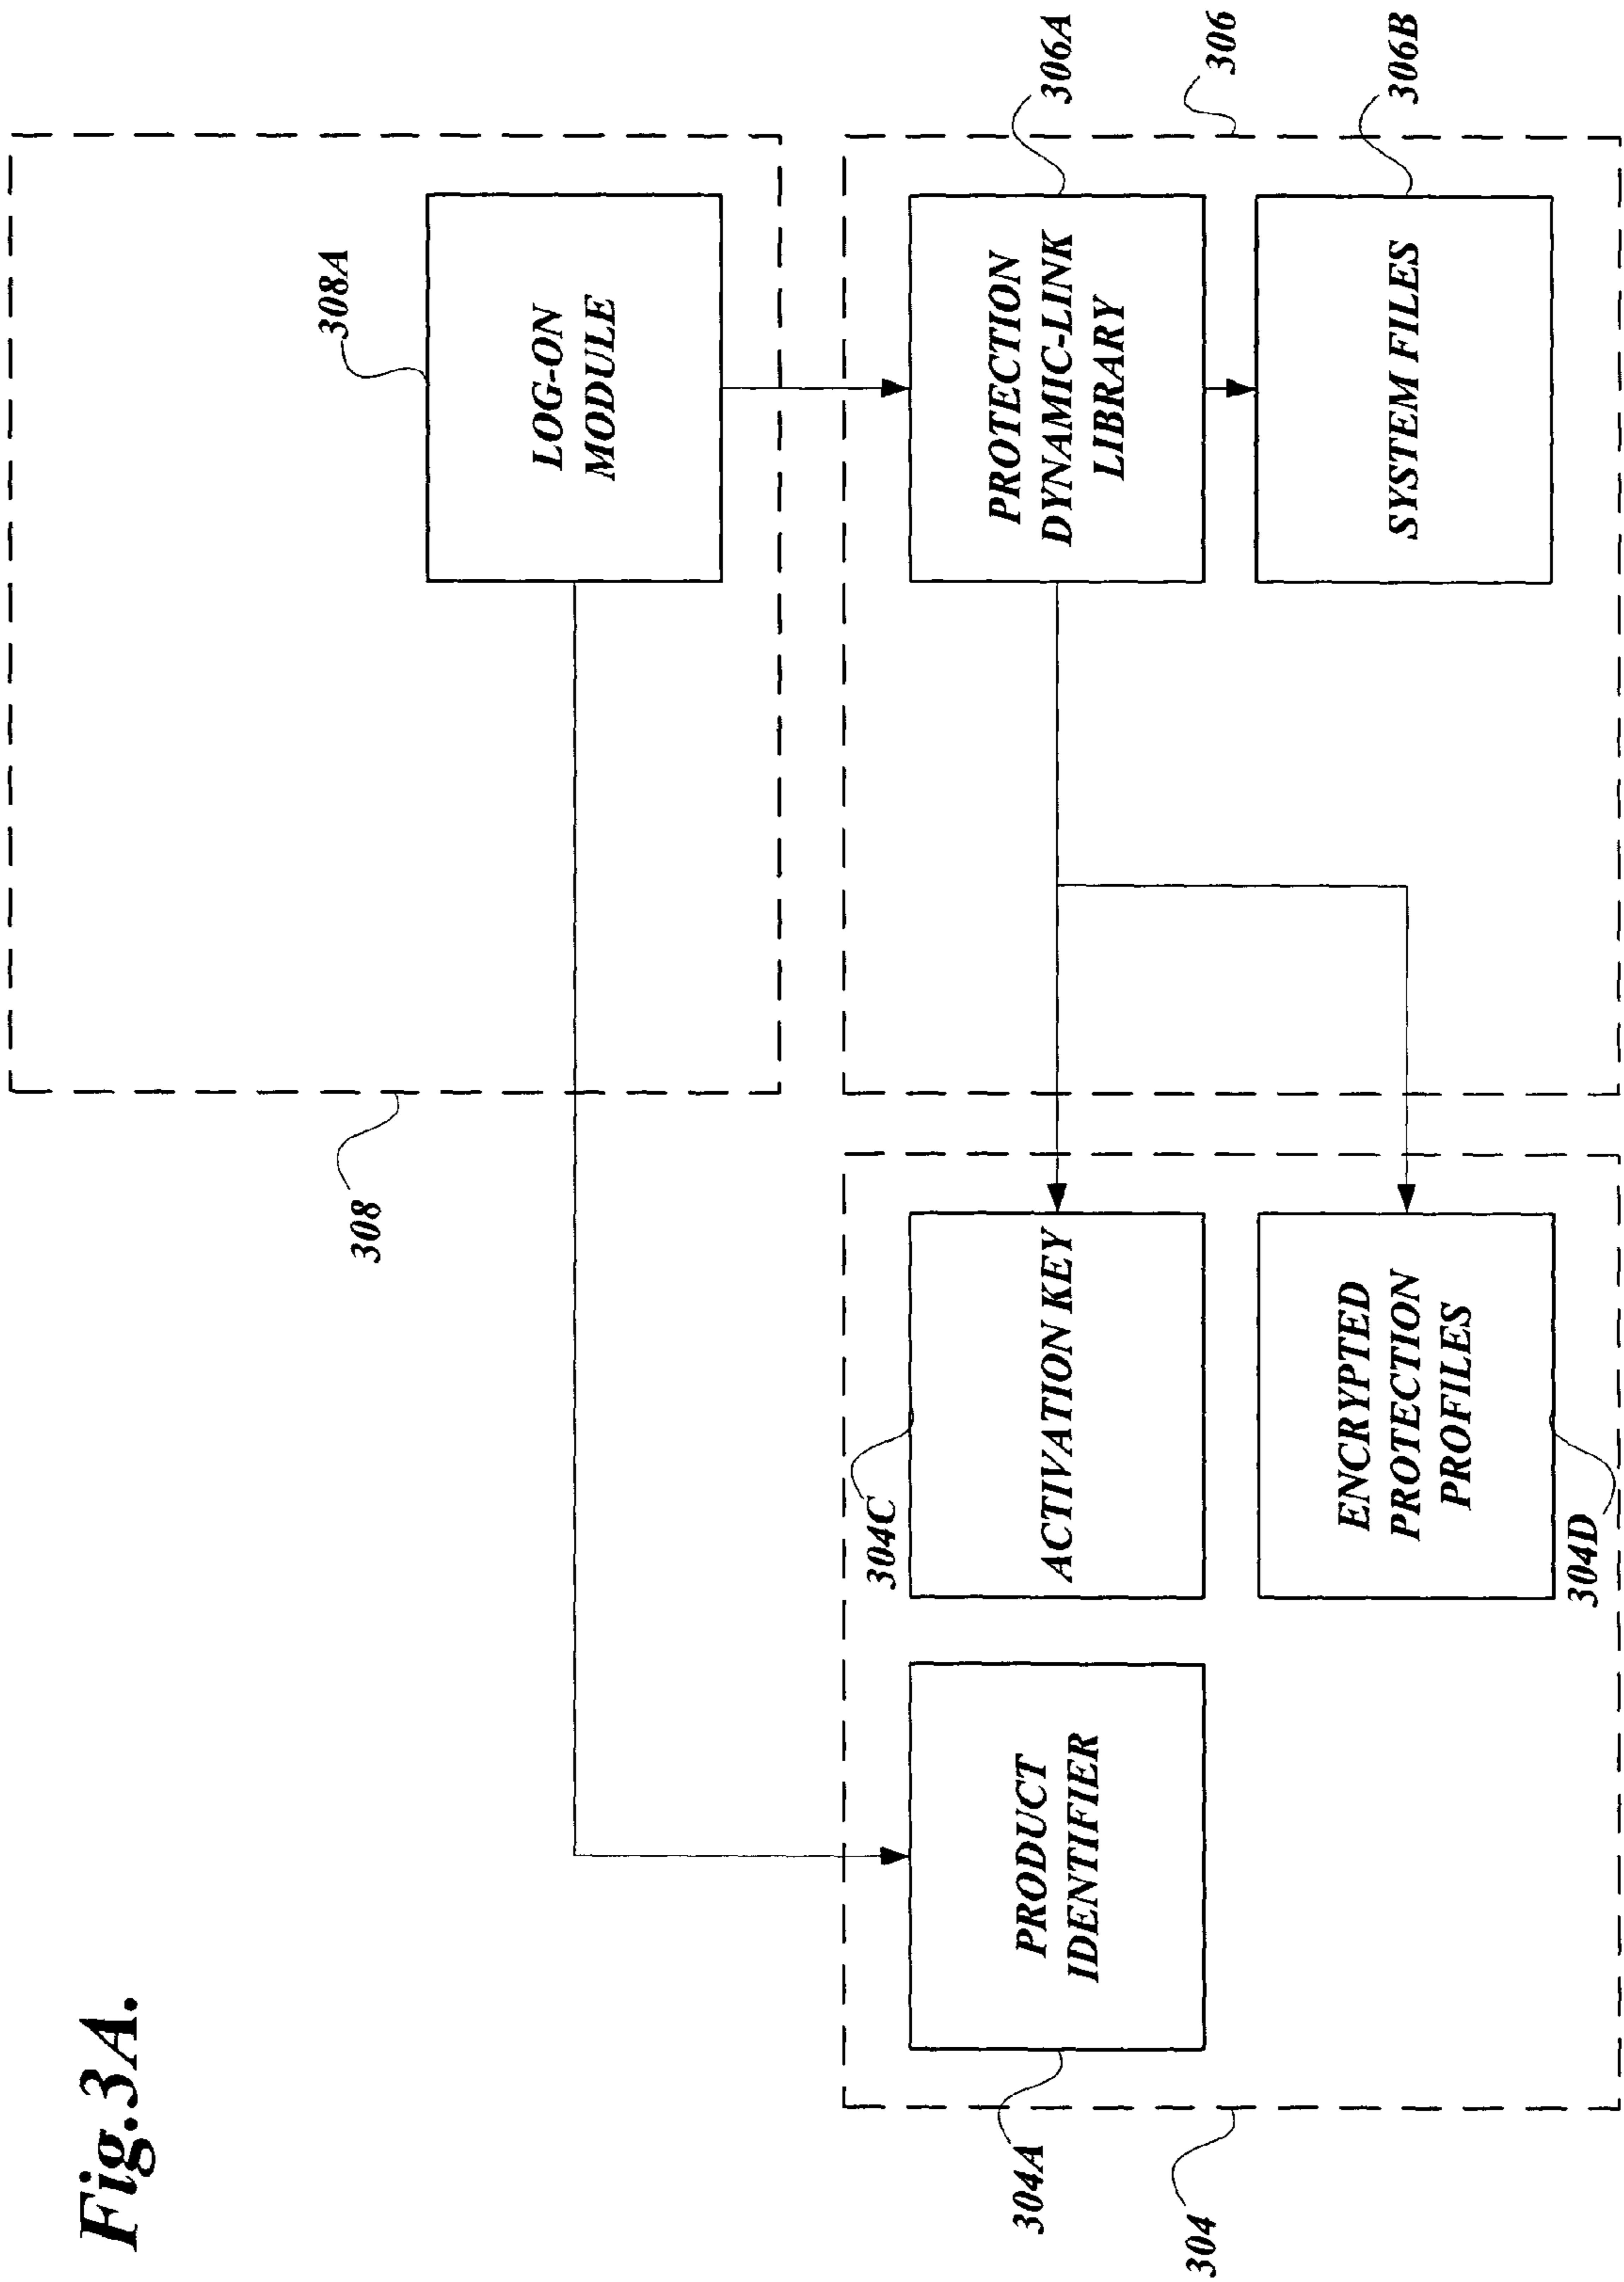 Fig.3A.
308
308A
LOG-ON
MODULE
304A
PRODUCT
IDENTIFIER
304C
ACTIVATION KEY
306A
PROTECTION
DYNAMIC-LINK
LIBRARY
304
306
304D
ENCRYPTED
PROTECTION
PROFILES
306B
SYSTEM FILES